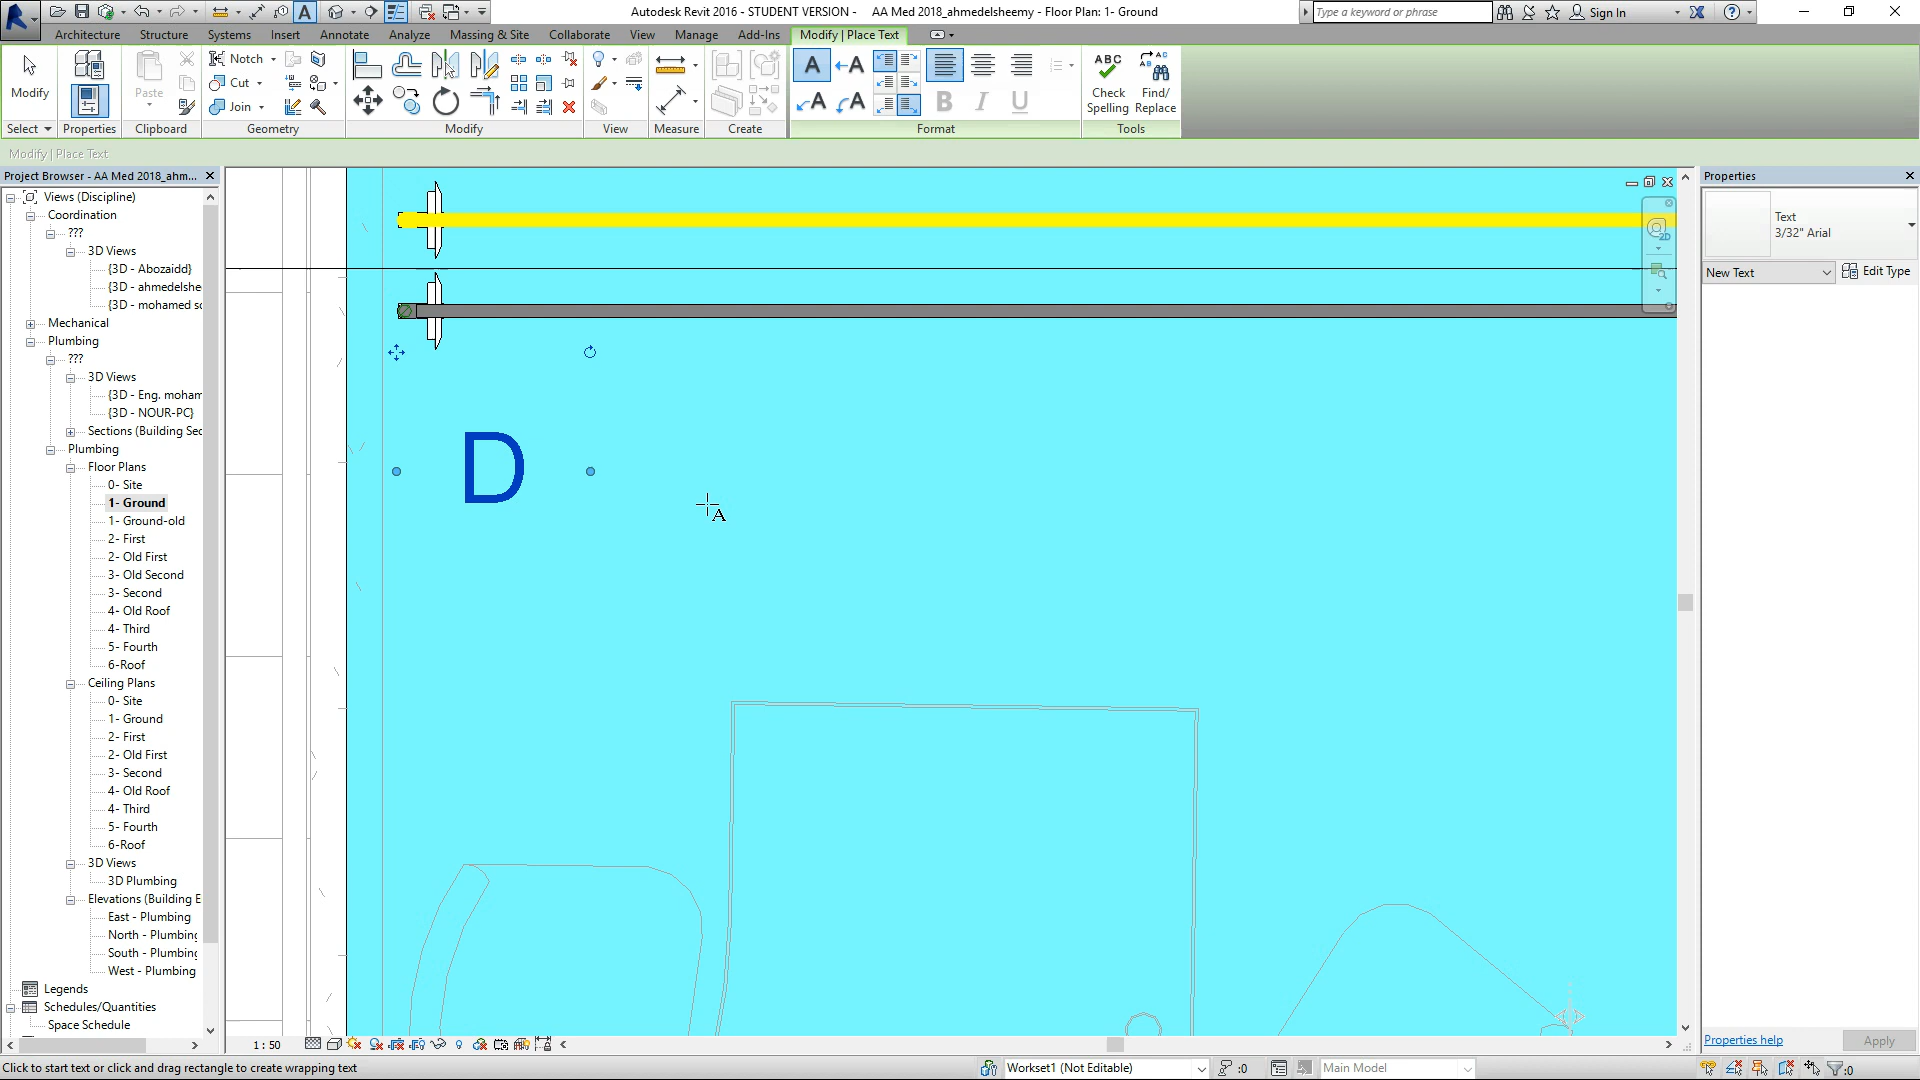 Autodesk Revit 2016 - STUDENT VERSION - AA Med 2018_ahmedelsheemy - Floor Plan: 1- Ground
Type a keyword or phrase
Sign In
Architecture Structure Systems Insert Annotate Analyze Massing & Site Collaborate View Manage Add-Ins Modify | Place Text
Modify
Paste
Notch
Cut
Join
ABC
Check Spelling
Find/ Replace
Select Properties Clipboard Geometry Modify View Measure Create Format Tools
Modify | Place Text
Project Browser - AA Med 2018_ahm...
Views (Discipline)
Coordination
???
3D Views
{3D - Abozaidd}
{3D - ahmedelshe
{3D - mohamed so
Mechanical
Plumbing
???
3D Views
{3D - Eng. moham
{3D - NOUR-PC}
Sections (Building Sec
Plumbing
Floor Plans
0- Site
1- Ground
1- Ground-old
2- First
2- Old First
3- Old Second
3- Second
4- Old Roof
4- Third
5- Fourth
6-Roof
Ceiling Plans
0- Site
1- Ground
2- First
2- Old First
3- Second
4- Old Roof
4- Third
5- Fourth
6-Roof
3D Views
3D Plumbing
Elevations (Building E
East - Plumbing
North - Plumbing
South - Plumbing
West - Plumbing
Legends
Schedules/Quantities
Space Schedule
D
A
Properties
Text
3/32" Arial
New Text
Edit Type
Properties help
Apply
1 : 50
Click to start text or click and drag rectangle to create wrapping text
Workset1 (Not Editable)
:0
Main Model
:0